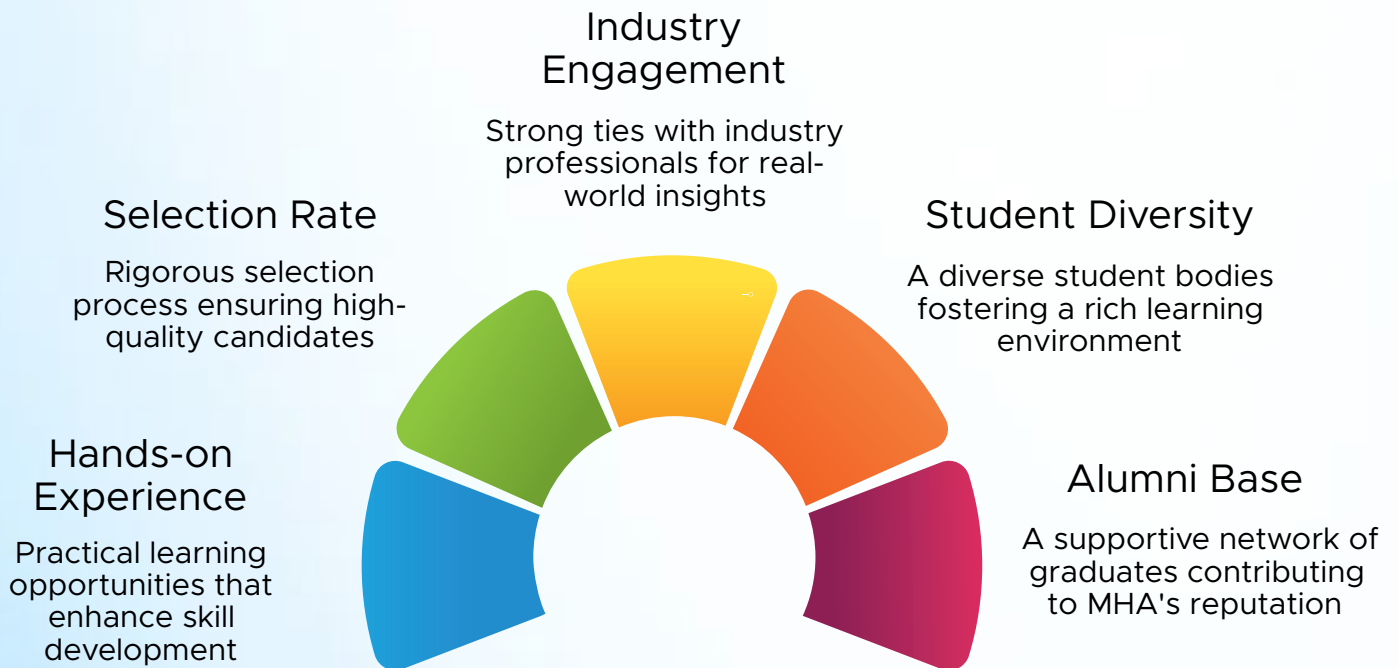 Industry
Engagement
Strong ties with industry
professionals for real-
world insights
Selection Rate
Rigorous selection
process ensuring high-
quality candidates
Student Diversity
A diverse student bodies
fostering a rich learning
environment
Hands-on
Experience
Practical learning
opportunities that
enhance skill
development
Alumni Base
A supportive network of
graduates contributing
to MHA's reputation